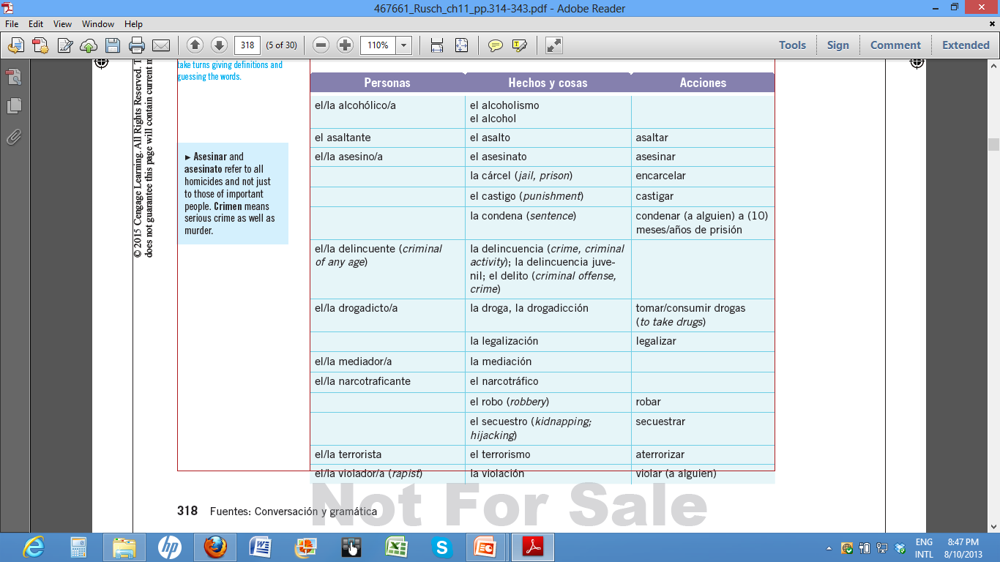 467661_Rusch_ch11_pp.314-343.pdf - Adobe Reader
File Edit View Window Help
318 (5 of 30) 110% Tools Sign Comment Extended
© 2015 Cengage Learning. All Rights Reserved. T
does not guarantee this page will contain current m
take turns giving definitions and
guessing the words.
► Asesinar and
asesinato refer to all
homicides and not just
to those of important
people. Crimen means
serious crime as well as
murder.
Personas Hechos y cosas Acciones
el/la alcohólico/a el alcoholismo
el alcohol
el asaltante el asalto asaltar
el/la asesino/a el asesinato asesinar
la cárcel (jail, prison) encarcelar
el castigo (punishment) castigar
la condena (sentence) condenar (a alguien) a (10)
meses/años de prisión
el/la delincuente (criminal la delincuencia (crime, criminal
of any age) activity); la delincuencia juve-
nil; el delito (criminal offense,
crime)
el/la drogadicto/a la droga, la drogadicción tomar/consumir drogas
(to take drugs)
la legalización legalizar
el/la mediador/a la mediación
el/la narcotraficante el narcotráfico
el robo (robbery) robar
el secuestro (kidnapping; secuestrar
hijacking)
el/la terrorista el terrorismo aterrorizar
el/la violador/a (rapist) la violación violar (a alguien)
Not For Sale
318 Fuentes: Conversación y gramática
ENG 8:47 PM
INTL 8/10/2013